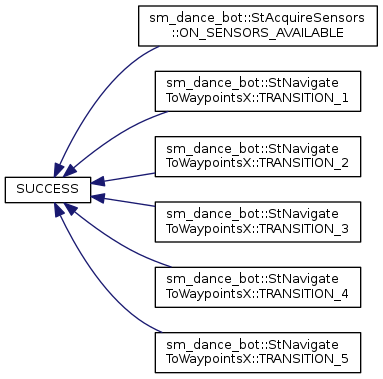 sm_dance_bot::StAcquireSensors
::ON_SENSORS_AVAILABLE
sm_dance_bot::StNavigate
ToWaypointsX::TRANSITION_1
sm_dance_bot::StNavigate
ToWaypointsX::TRANSITION_2
SUCCESS
sm_dance_bot::StNavigate
ToWaypointsX::TRANSITION_3
sm_dance_bot::StNavigate
ToWaypointsX::TRANSITION_4
sm_dance_bot::StNavigate
ToWaypointsX::TRANSITION_5